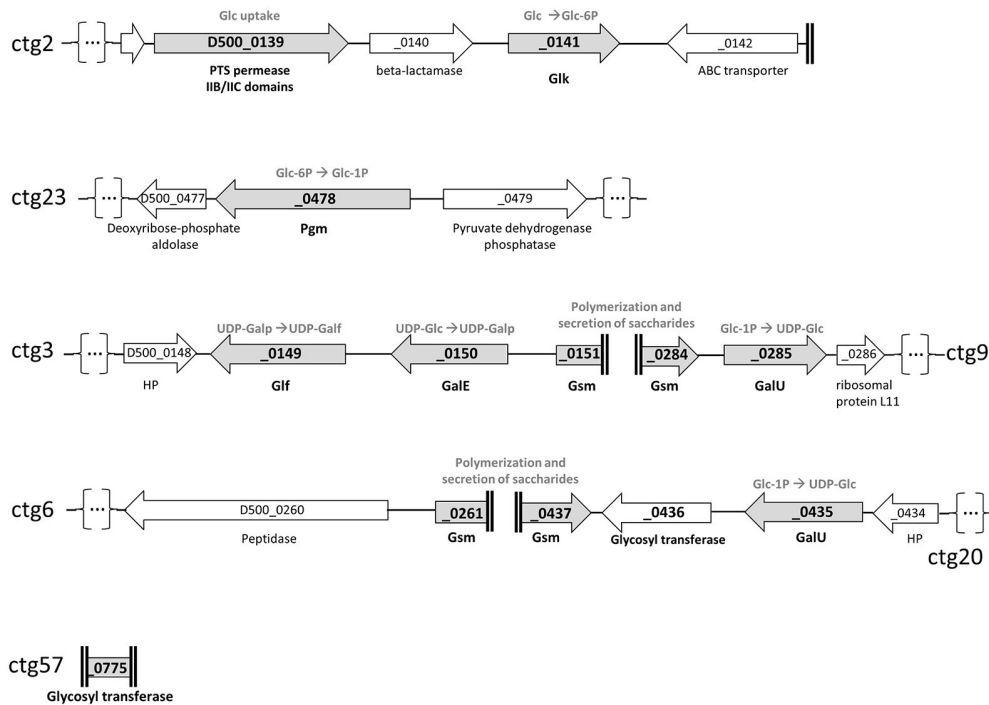 Glc uptake
Glc → Glc-6P
ctg2
...
D500_0139
_0140
_0141
_0142
PTS permease
IIB/IIC domains
beta-lactamase
Glk
ABC transporter
Glc-6P → Glc-1P
ctg23
...
D500_0477
_0478
_0479
...
Deoxyribose-phosphate
aldolase
Pgm
Pyruvate dehydrogenase
phosphatase
Polymerization and
secretion of saccharides
UDP-Galp → UDP-Galf
UDP-Glc → UDP-Galp
Glc-1P → UDP-Glc
ctg3
...
D500_0148
_0149
_0150
_0151
_0284
_0285
_0286
...
ctg9
HP
Glf
GalE
Gsm
Gsm
GalU
ribosomal
protein L11
Polymerization and
secretion of saccharides
Glc-1P → UDP-Glc
ctg6
...
D500_0260
_0261
_0437
_0436
_0435
_0434
...
Peptidase
Gsm
Gsm
Glycosyl transferase
GalU
HP
ctg20
ctg57
_0775
Glycosyl transferase